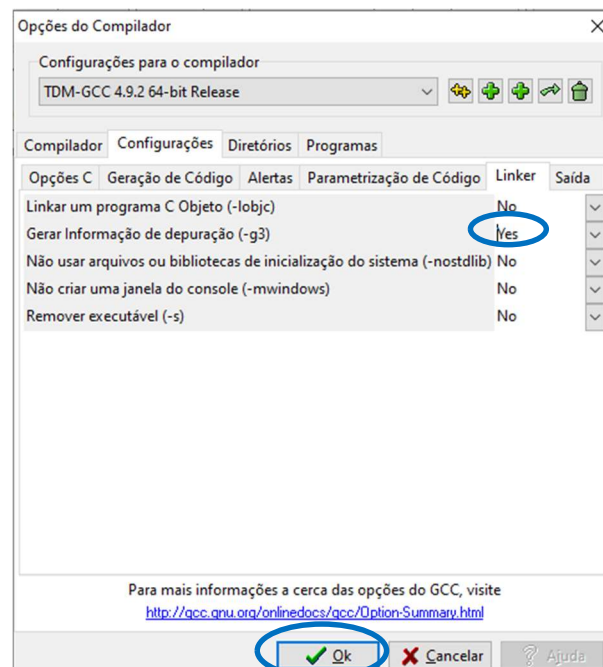 Opções do Compilador
Configurações para o compilador
TDM-GCC 4.9.2 64-bit Release
Compilador Configurações Diretórios Programas
Opções C Geração de Código Alertas Parametrização de Código Linker Saída
Linkar um programa C Objeto (-lobjc) No
Gerar Informação de depuração (-g3) Yes
Não usar arquivos ou bibliotecas de inicialização do sistema (-nostdlib) No
Não criar uma janela do console (-mwindows) No
Remover executável (-s) No
Para mais informações a cerca das opções do GCC, visite
http://gcc.gnu.org/onlinedocs/gcc/Option-Summary.html
Ok Cancelar ? Ajuda